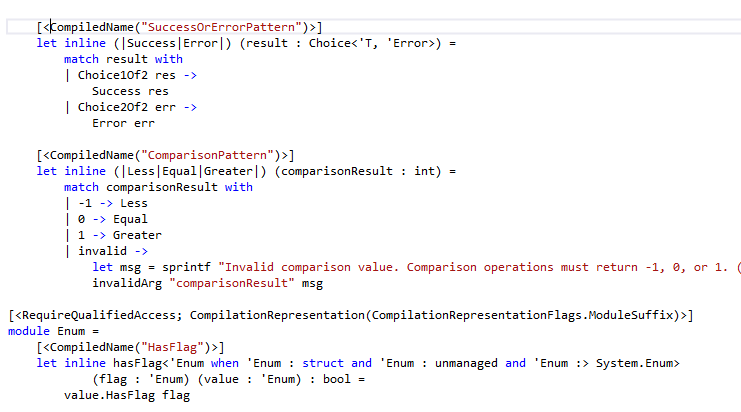 [<CompiledName("SuccessOrErrorPattern")>]
let inline (|Success|Error|) (result : Choice<'T, 'Error>) =
match result with
| Choice1Of2 res ->
Success res
| Choice2Of2 err ->
Error err
[<CompiledName("ComparisonPattern")>]
let inline (|Less|Equal|Greater|) (comparisonResult : int) =
match comparisonResult with
| -1 -> Less
| 0 -> Equal
| 1 -> Greater
| invalid ->
let msg = sprintf "Invalid comparison value. Comparison operations must return -1, 0, or 1. (
invalidArg "comparisonResult" msg
[<RequireQualifiedAccess; CompilationRepresentation(CompilationRepresentationFlags.ModuleSuffix)>]
module Enum =
[<CompiledName("HasFlag")>]
let inline hasFlag<'Enum when 'Enum : struct and 'Enum : unmanaged and 'Enum :> System.Enum>
(flag : 'Enum) (value : 'Enum) : bool =
value.HasFlag flag